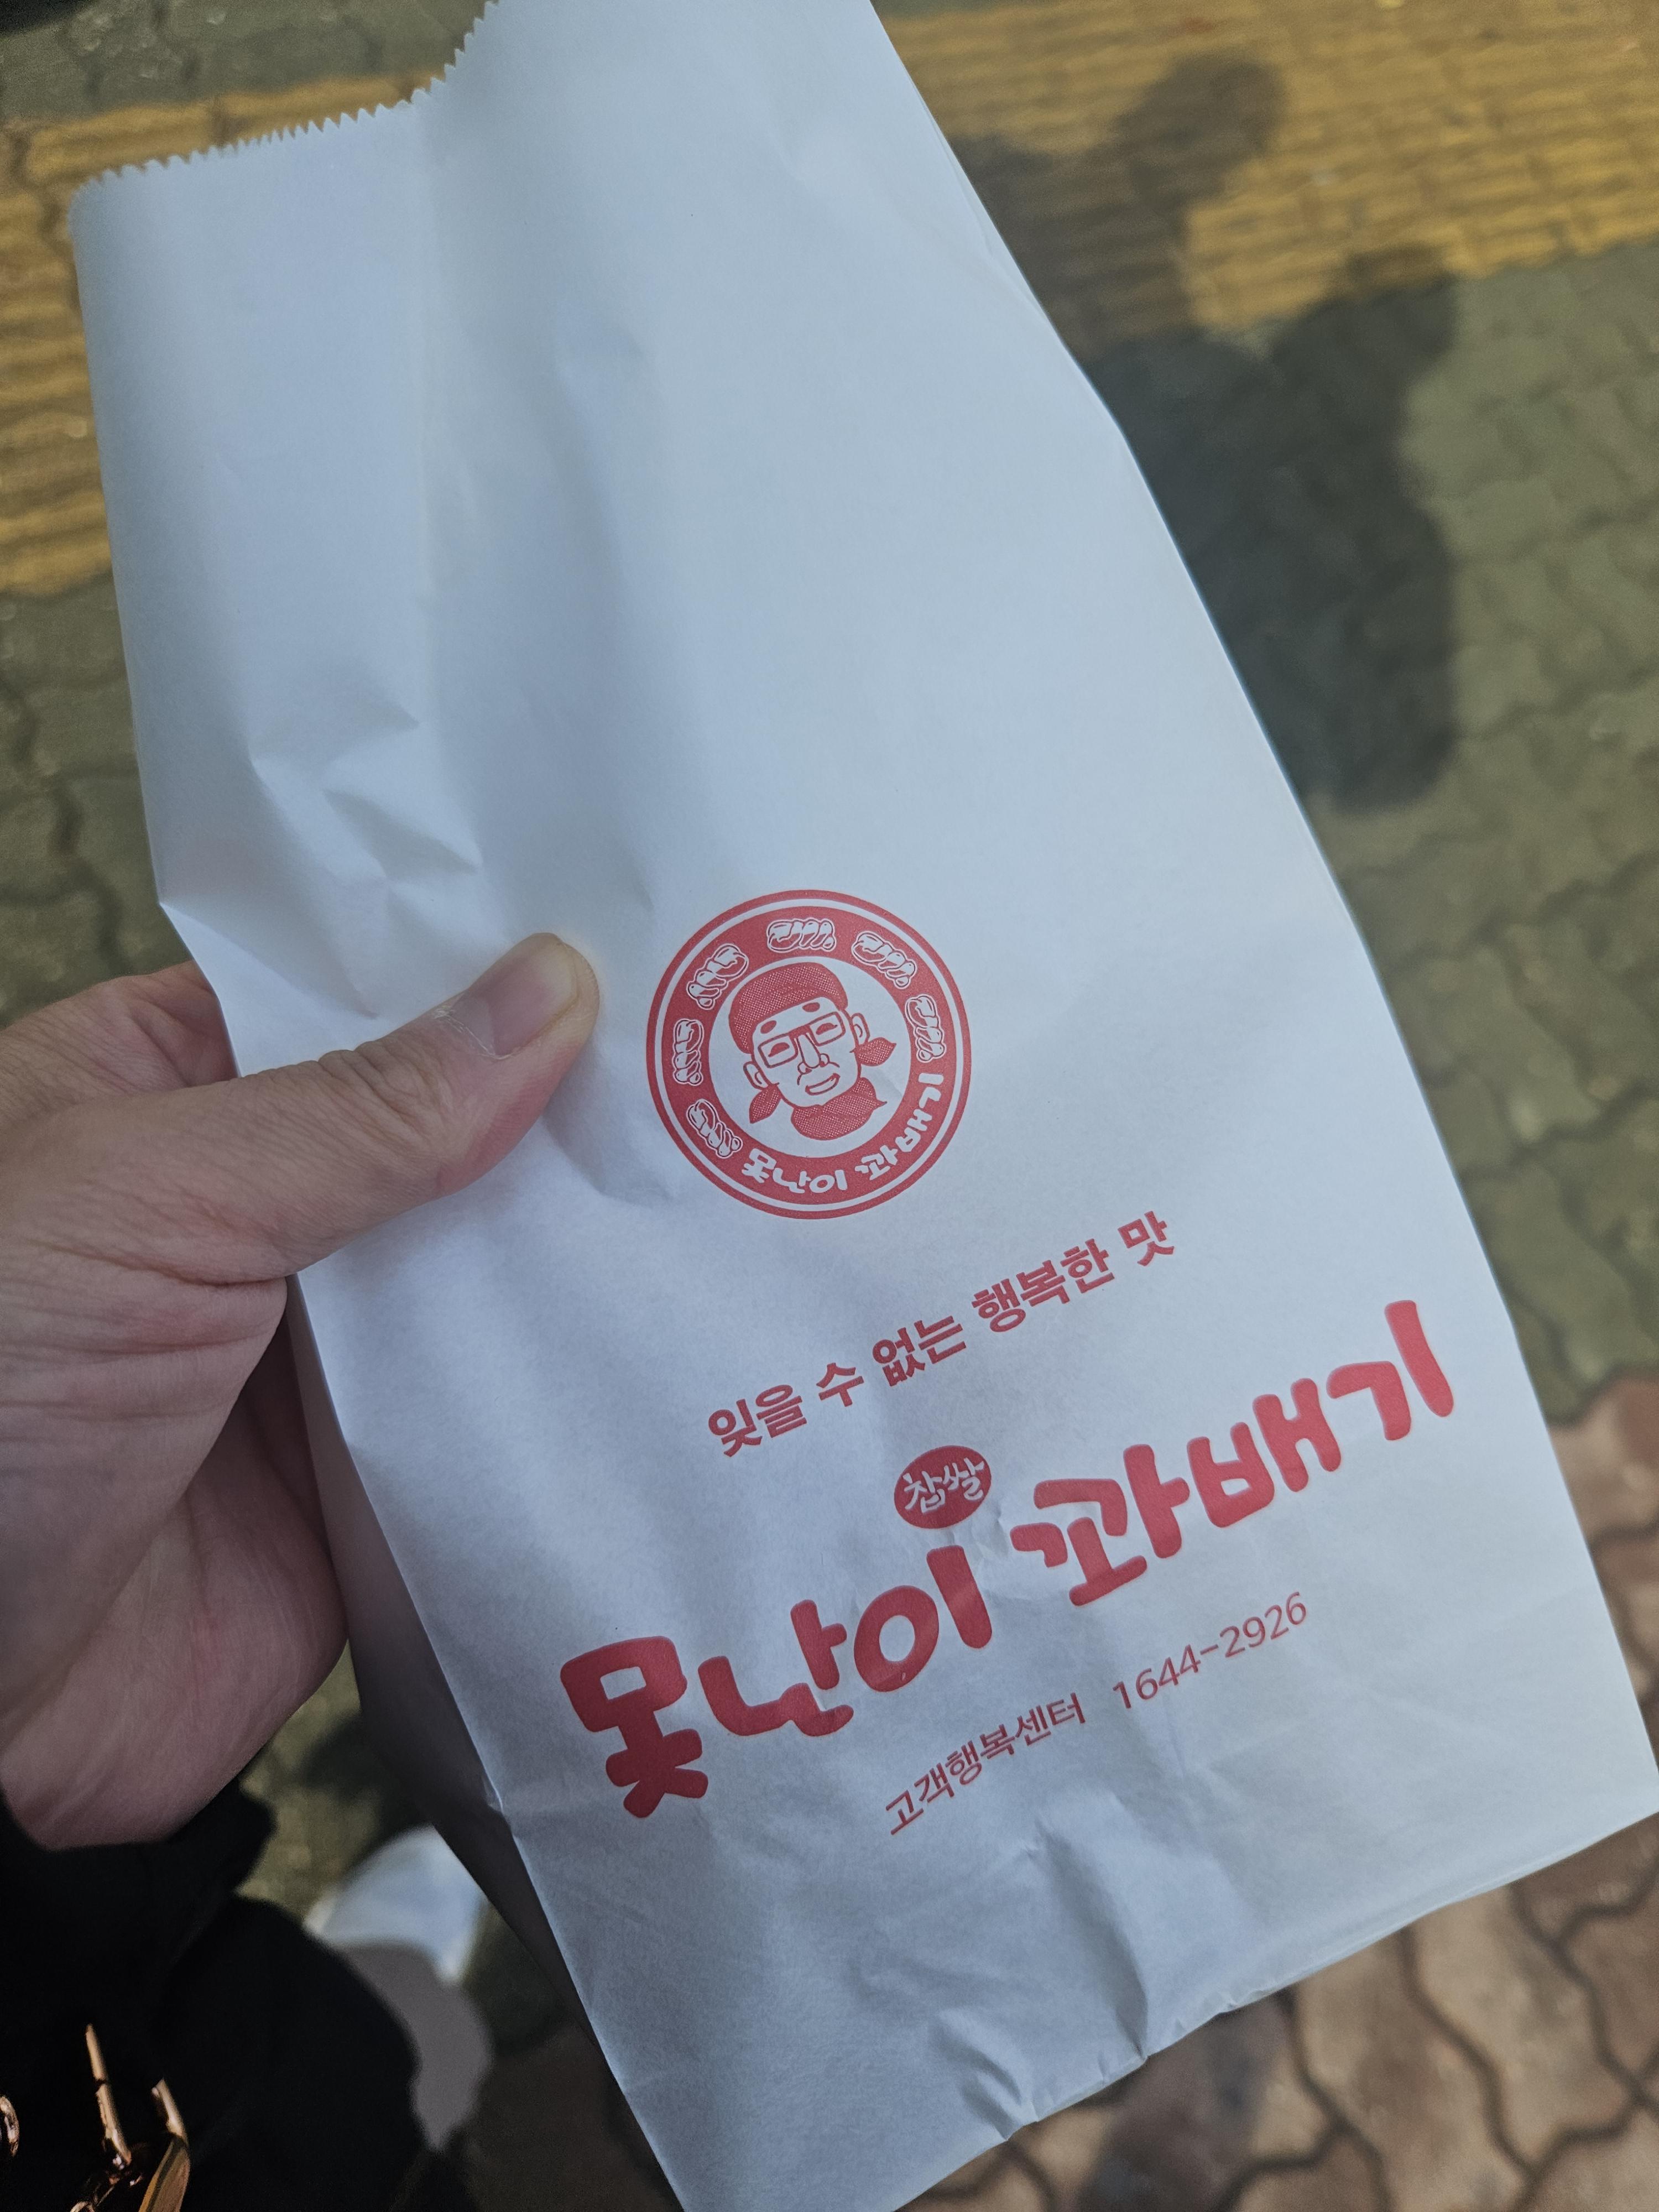 못난이 꽈배기
잊을 수 없는 행복한 맛
찹쌀
못난이 꽈배기
고객행복센터 1644-2926